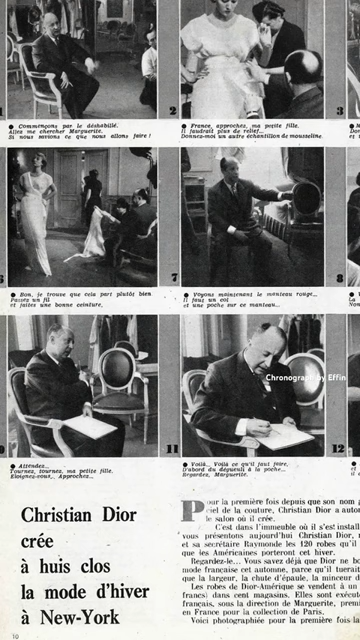 ● Commençons par le déshabillé.
Allez me chercher Marguerite.
Si nous savions ce que nous allons faire !
2
● France, approchez, ma petite fille.
Il faudrait plus de relief...
Donnez-moi un autre échantillon de mousseline.
3
● Bon, je trouve que cela part plutôt bien
Passez un fil
et faites une bonne ceinture.
7
● Voyons maintenant le manteau rouge...
Il faut un col
et une poche sur ce manteau...
8
● Attendez...
Tournez, tournez, ma petite fille.
Éloignez-vous... Approchez...
11
● Voilà... Voilà ce qu'il faut faire,
D'abord du dégueuli à la poche...
Regardez, Marguerite.
12
Chronograph by Effin
Christian Dior
crée
à huis clos
la mode d'hiver
à New-York
Pour la première fois depuis que son nom
ciel de la couture, Christian Dior a autor
le salon où il crée.
C'est dans l'immeuble où il s'est install
vous présentons aujourd'hui Christian Dior,
et sa secrétaire Raymonde les 120 robes qu'il
que les Américaines porteront cet hiver.
Regardez-le... Vous savez déjà que Dior ne bo
mode française cet automne, parce qu'il tuerait
que la largeur, la chute d'épaule, la minceur d
Les robes de Dior-Amérique se vendent à un
francs) dans cent magasins. Elles sont exécuté
français, sous la direction de Marguerite, premi
en France pour la collection de Paris.
Voici photographiée pour la première fois la
10